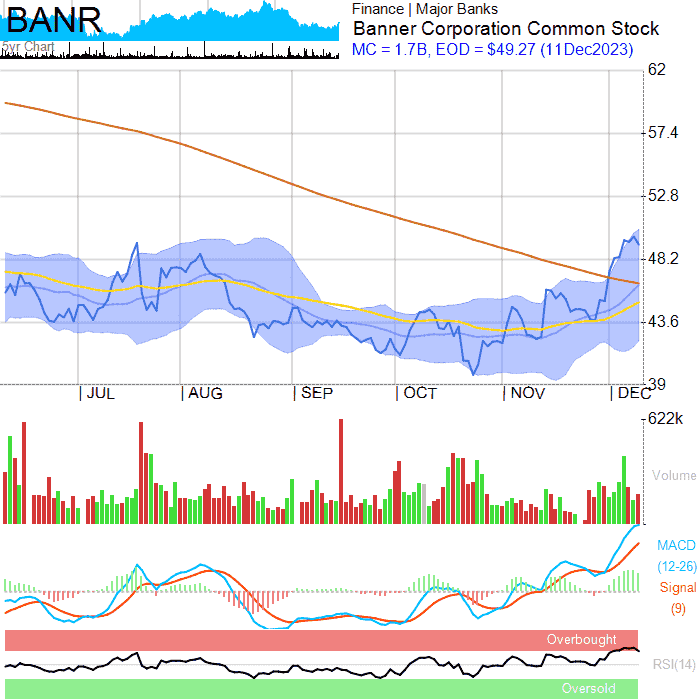 BANR
5yr Chart
Finance | Major Banks
Banner Corporation Common Stock
MC = 1.7B, EOD = $49.27 (11Dec2023)
62
57.4
52.8
48.2
43.6
39
JUL AUG SEP OCT NOV DEC
622k
Volume
MACD
(12-26)
Signal
(9)
Overbought
RSI(14)
Oversold